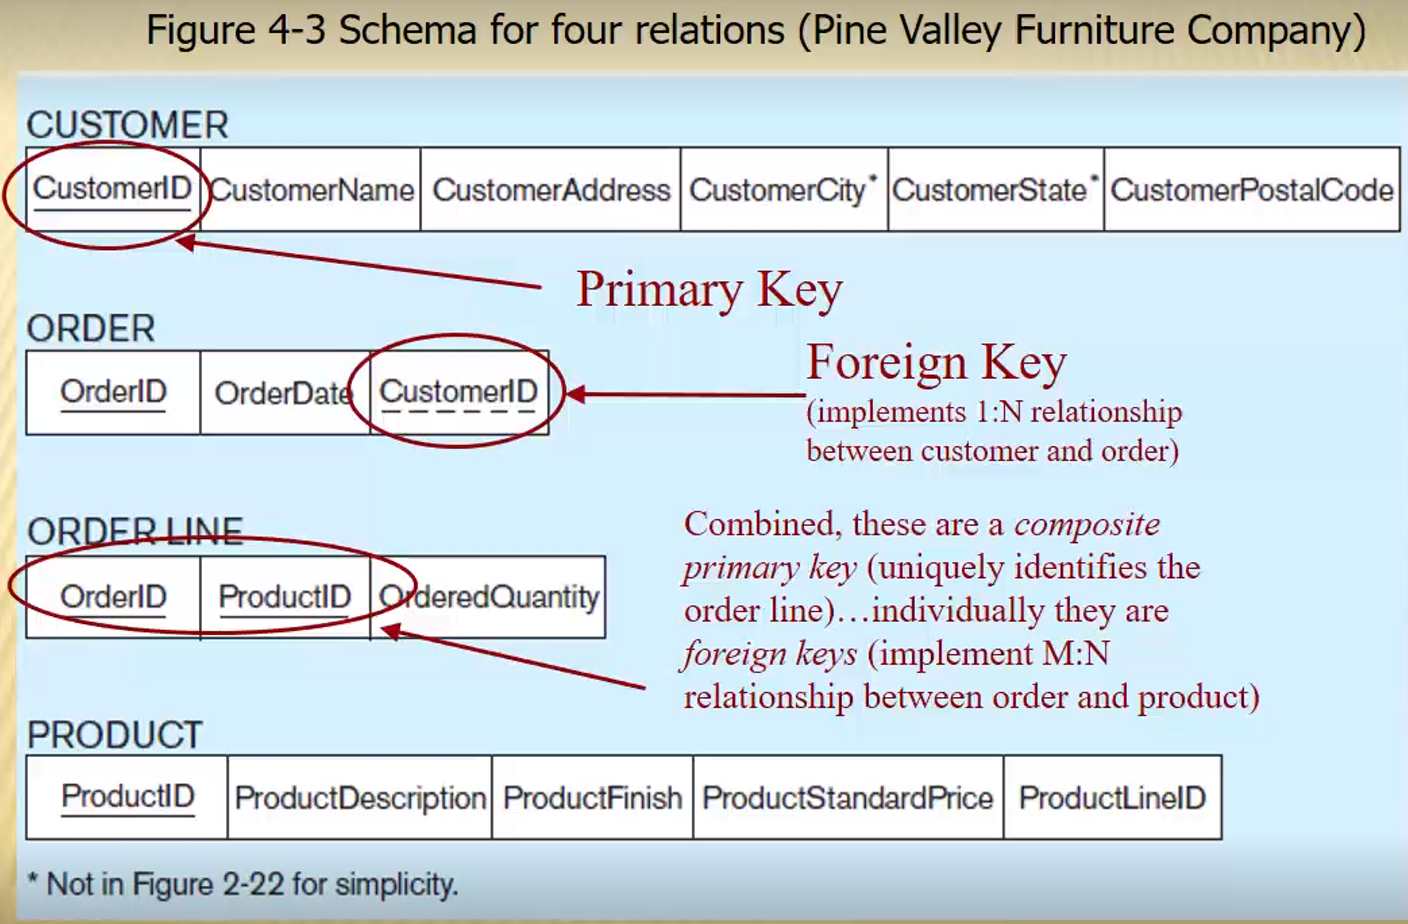 Figure 4-3 Schema for four relations (Pine Valley Furniture Company)
CUSTOMER
CustomerID CustomerName CustomerAddress CustomerCity* CustomerState* CustomerPostalCode
Primary Key
ORDER
OrderID OrderDate CustomerID
Foreign Key
(implements 1:N relationship
between customer and order)
ORDER LINE
OrderID ProductID OrderedQuantity
Combined, these are a composite
primary key (uniquely identifies the
order line)…individually they are
foreign keys (implement M:N
relationship between order and product)
PRODUCT
ProductID ProductDescription ProductFinish ProductStandardPrice ProductLineID
* Not in Figure 2-22 for simplicity.